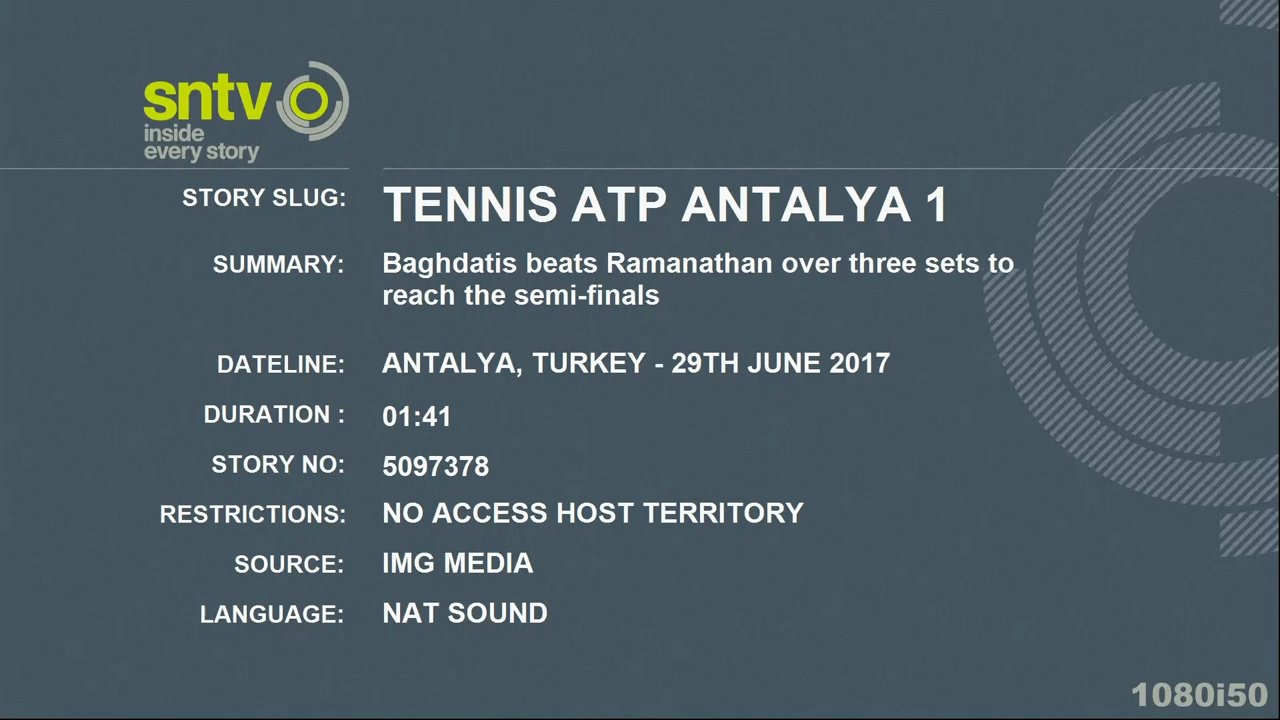 sntv
inside
every story
STORY SLUG: TENNIS ATP ANTALYA 1
SUMMARY: Baghdatis beats Ramanathan over three sets to
reach the semi-finals
DATELINE: ANTALYA, TURKEY - 29TH JUNE 2017
DURATION : 01:41
STORY NO: 5097378
RESTRICTIONS: NO ACCESS HOST TERRITORY
SOURCE: IMG MEDIA
LANGUAGE: NAT SOUND
1080i50